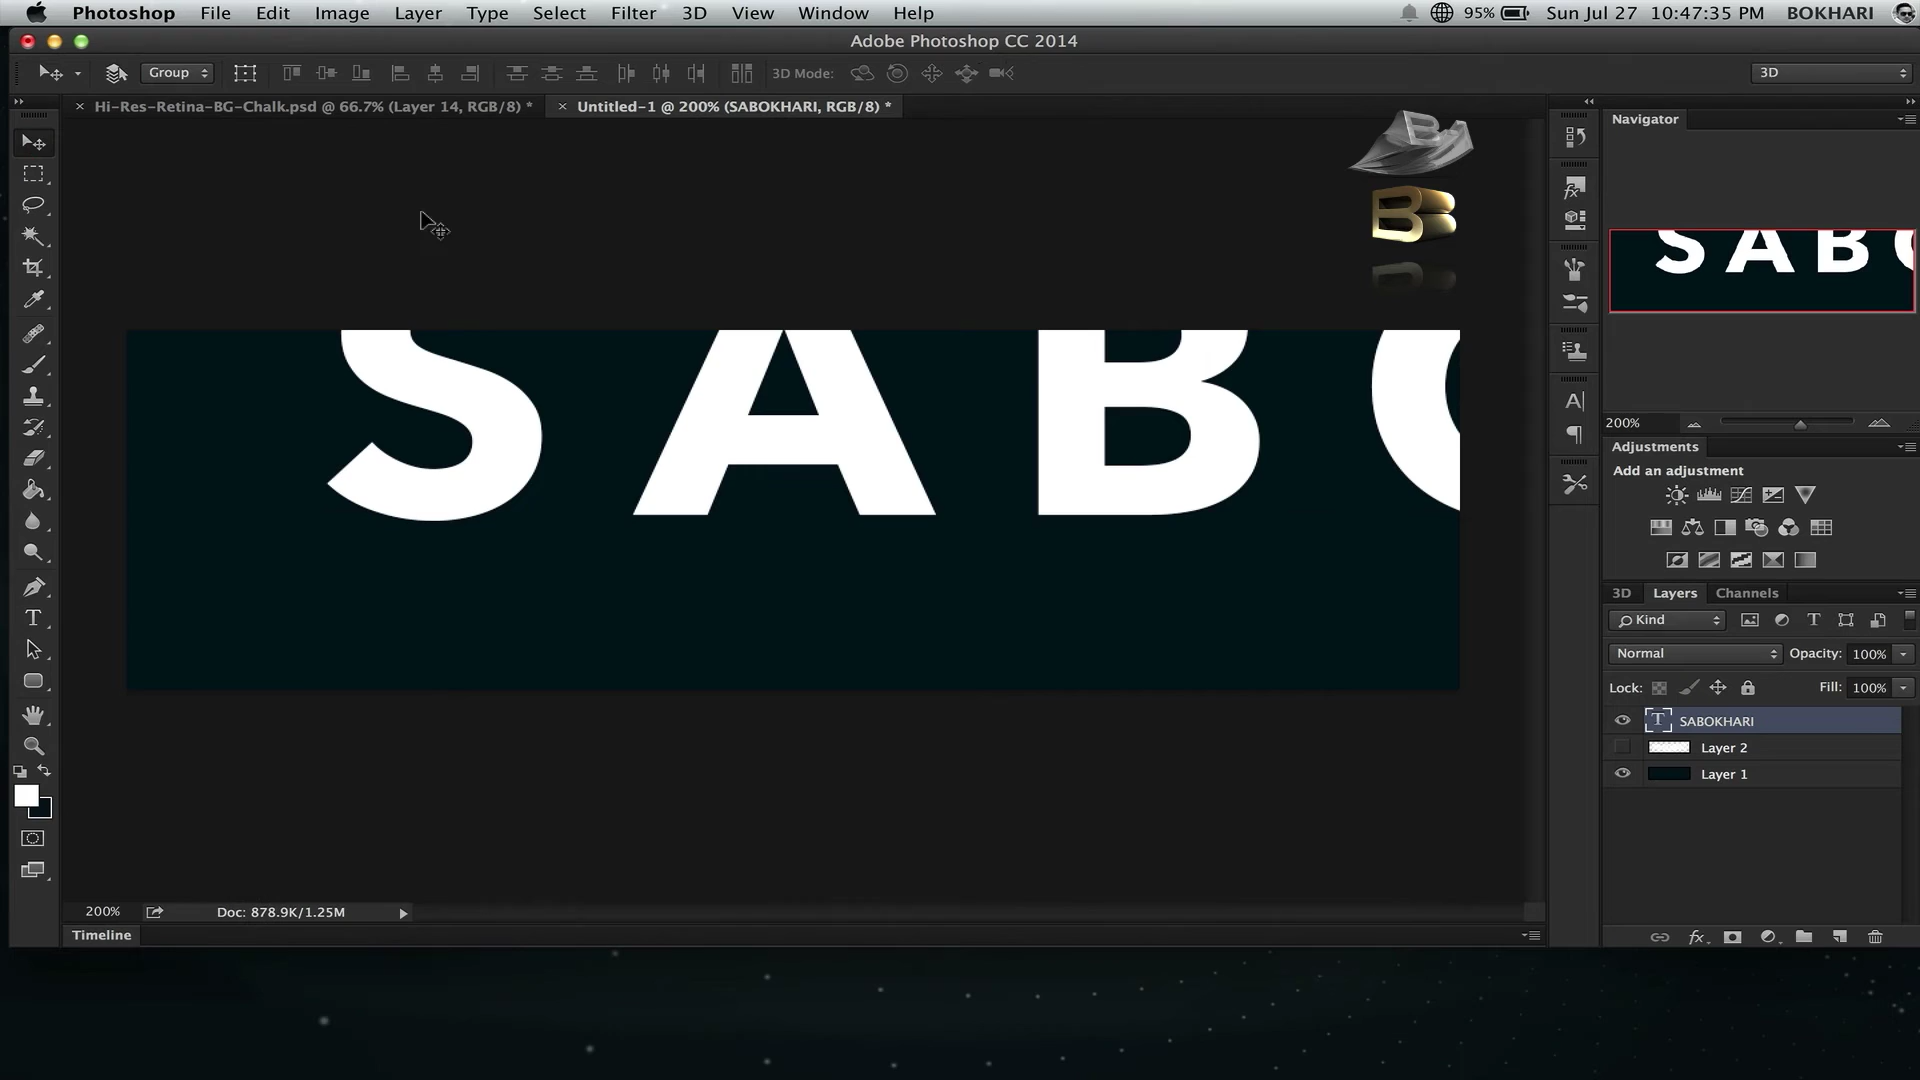 Photoshop File Edit Image Layer Type Select Filter 3D View Window Help 95% Sun Jul 27 10:47:35 PM BOKHARI
Adobe Photoshop CC 2014
Group 3D Mode: 3D
Hi-Res-Retina-BG-Chalk.psd @ 66.7% (Layer 14, RGB/8) * Untitled-1 @ 200% (SABOKHARI, RGB/8) *
Navigator
B
B
SABO
SABO
200%
Adjustments
Add an adjustment
3D Layers Channels
Kind
Normal Opacity: 100%
Lock: Fill: 100%
SABOKHARI
Layer 2
Layer 1
200% Doc: 878.9K/1.25M
Timeline